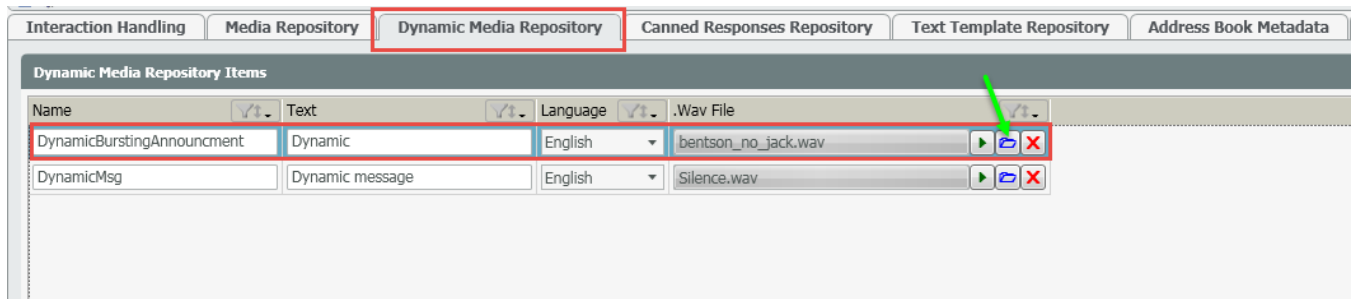 Interaction Handling Media Repository Dynamic Media Repository Canned Responses Repository Text Template Repository Address Book Metadata
Dynamic Media Repository Items
Name Text Language .Wav File
DynamicBurstingAnnouncment Dynamic English bentson_no_jack.wav
DynamicMsg Dynamic message English Silence.wav